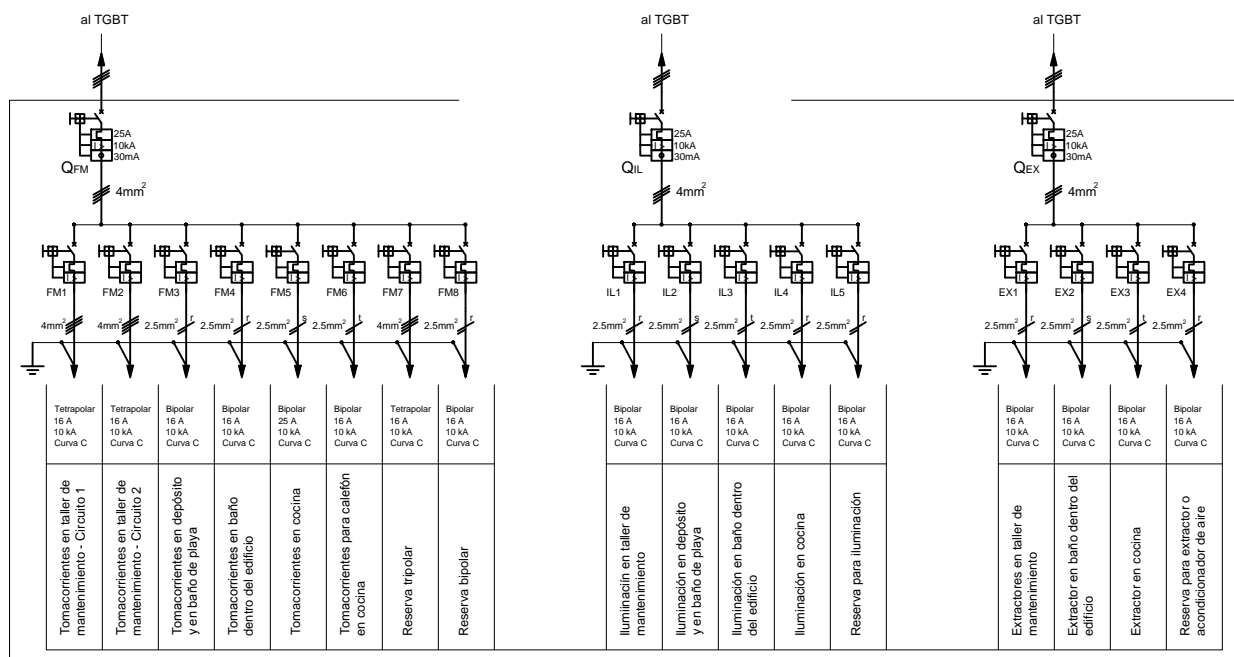 al TGBT
al TGBT
al TGBT
25A
10kA
30mA
QFM
4mm²
25A
10kA
30mA
QIL
4mm²
25A
10kA
30mA
QEX
4mm²
FM1
FM2
FM3
FM4
FM5
FM6
FM7
FM8
IL1
IL2
IL3
IL4
IL5
EX1
EX2
EX3
EX4
4mm²
4mm²
2.5mm² r
2.5mm² r
2.5mm² s
2.5mm² t
4mm²
2.5mm² r
2.5mm² r
2.5mm² s
2.5mm² t
2.5mm² r
2.5mm² r
2.5mm² r
2.5mm² s
2.5mm² t
2.5mm² r
Tetrapolar
16 A
10 kA
Curva C
Tetrapolar
16 A
10 kA
Curva C
Bipolar
16 A
10 kA
Curva C
Bipolar
16 A
10 kA
Curva C
Bipolar
25 A
10 kA
Curva C
Bipolar
16 A
10 kA
Curva C
Tetrapolar
16 A
10 kA
Curva C
Bipolar
16 A
10 kA
Curva C
Bipolar
16 A
10 kA
Curva C
Bipolar
16 A
10 kA
Curva C
Bipolar
16 A
10 kA
Curva C
Bipolar
16 A
10 kA
Curva C
Bipolar
16 A
10 kA
Curva C
Bipolar
16 A
10 kA
Curva C
Bipolar
16 A
10 kA
Curva C
Bipolar
16 A
10 kA
Curva C
Bipolar
16 A
10 kA
Curva C
Tomacorrientes en taller de
mantenimiento - Circuito 1
Tomacorrientes en taller de
mantenimiento - Circuito 2
Tomacorrientes en depósito
y en baño de playa
Tomacorrientes en baño
dentro del edificio
Tomacorrientes en cocina
Tomacorrientes para calefón
en cocina
Reserva tripolar
Reserva bipolar
Iluminaciín en taller de
mantenimiento
Iluminación en depósito
y en baño de playa
Iluminación en baño dentro
del edificio
Iluminación en cocina
Reserva para iluminación
Extractores en taller de
mantenimiento
Extractor en baño dentro del
edificio
Extractor en cocina
Reserva para extractor o
acondicionador de aire